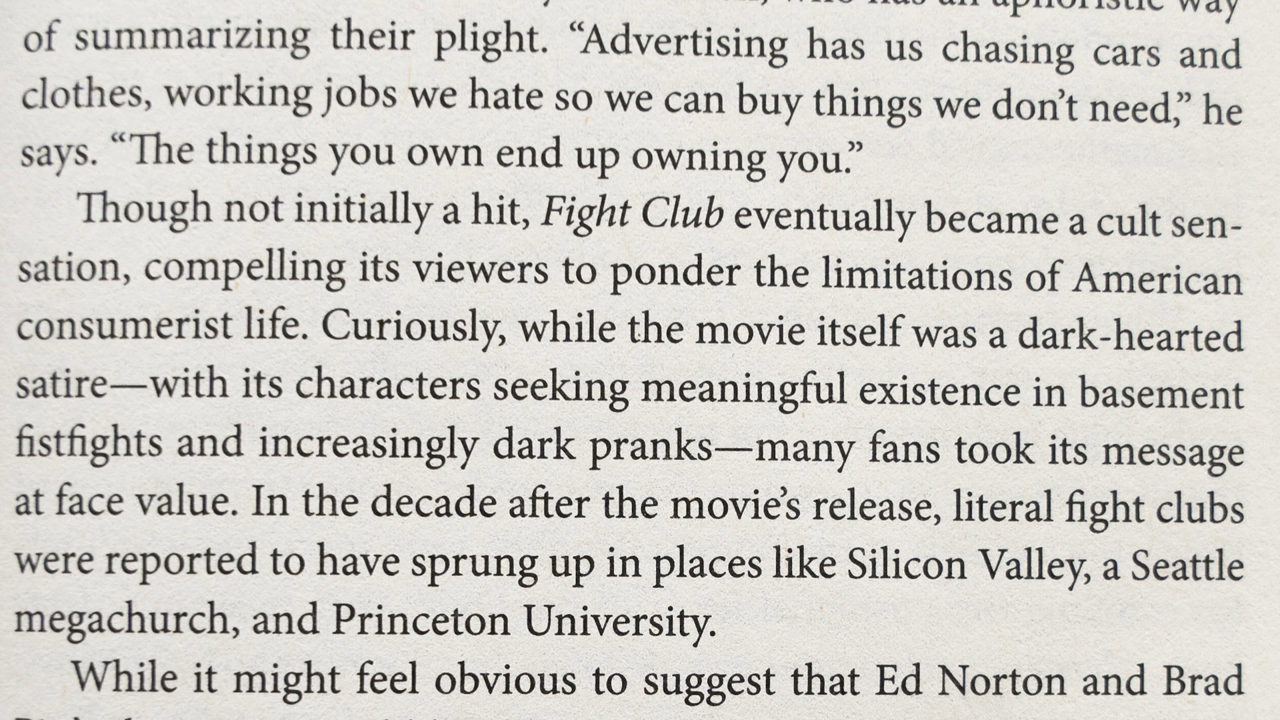 who has an aphoristic way
of summarizing their plight. “Advertising has us chasing cars and
clothes, working jobs we hate so we can buy things we don’t need,” he
says. “The things you own end up owning you.”
Though not initially a hit, Fight Club eventually became a cult sen-
sation, compelling its viewers to ponder the limitations of American
consumerist life. Curiously, while the movie itself was a dark-hearted
satire—with its characters seeking meaningful existence in basement
fistfights and increasingly dark pranks—many fans took its message
at face value. In the decade after the movie’s release, literal fight clubs
were reported to have sprung up in places like Silicon Valley, a Seattle
megachurch, and Princeton University.
While it might feel obvious to suggest that Ed Norton and Brad